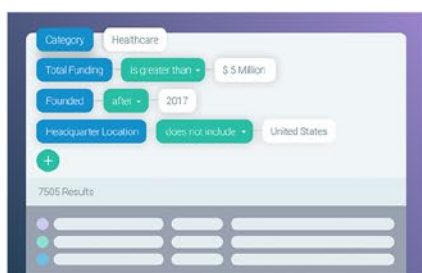 Category Healthcare
Total Funding is greater than $ 5 Million
Founded after 2017
Headquarter Location does not include United States
+
7505 Results